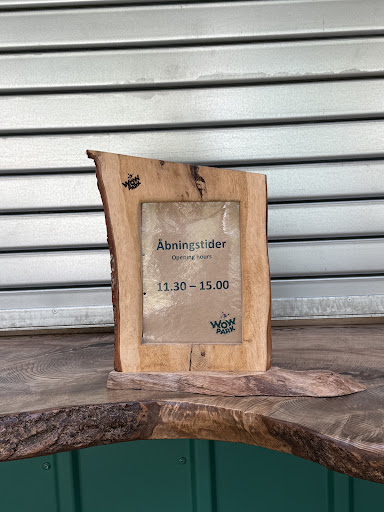 WOW
PARK
Åbningstider
Opening hours
11.30 – 15.00
WOW
PARK